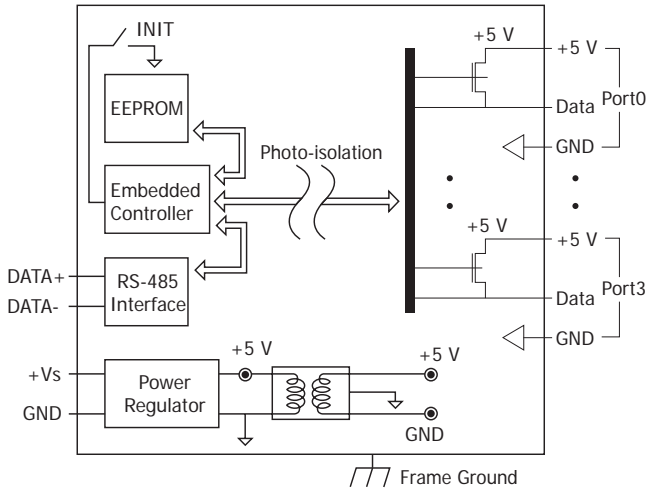 INIT
EEPROM
Embedded
Controller
RS-485
Interface
DATA+
DATA-
Photo-isolation
+5 V
+5 V
Data
Port0
GND
+5 V
+5 V
Data
Port3
GND
+Vs
GND
Power
Regulator
+5 V
+5 V
GND
Frame Ground